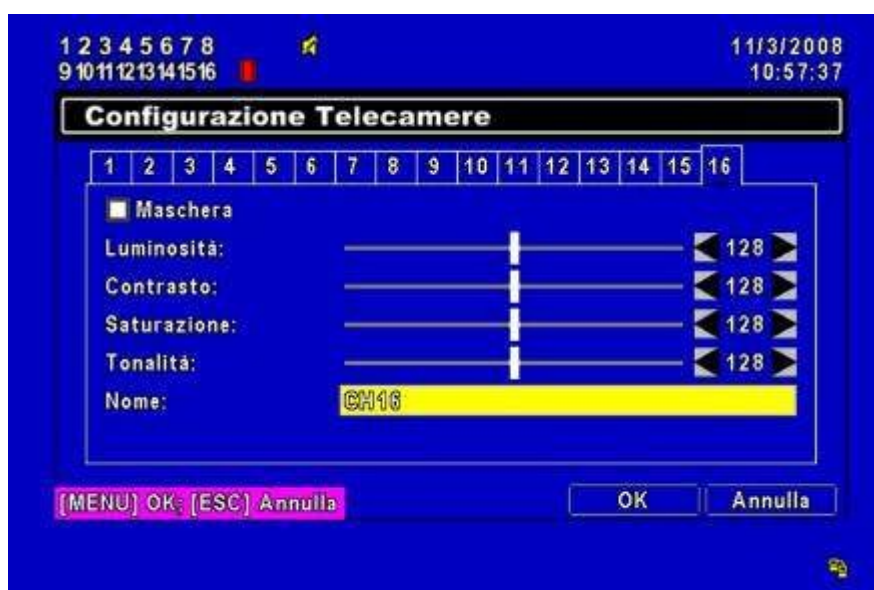 1 2 3 4 5 6 7 8
11/3/2008
9 10 11 12 13 14 15 16
10:57:37
Configurazione Telecamere
1 2 3 4 5 6 7 8 9 10 11 12 13 14 15 16
Maschera
Luminosità: 128
Contrasto: 128
Saturazione: 128
Tonalità: 128
Nome: CH16
[MENU] OK; [ESC] Annulla
OK
Annulla